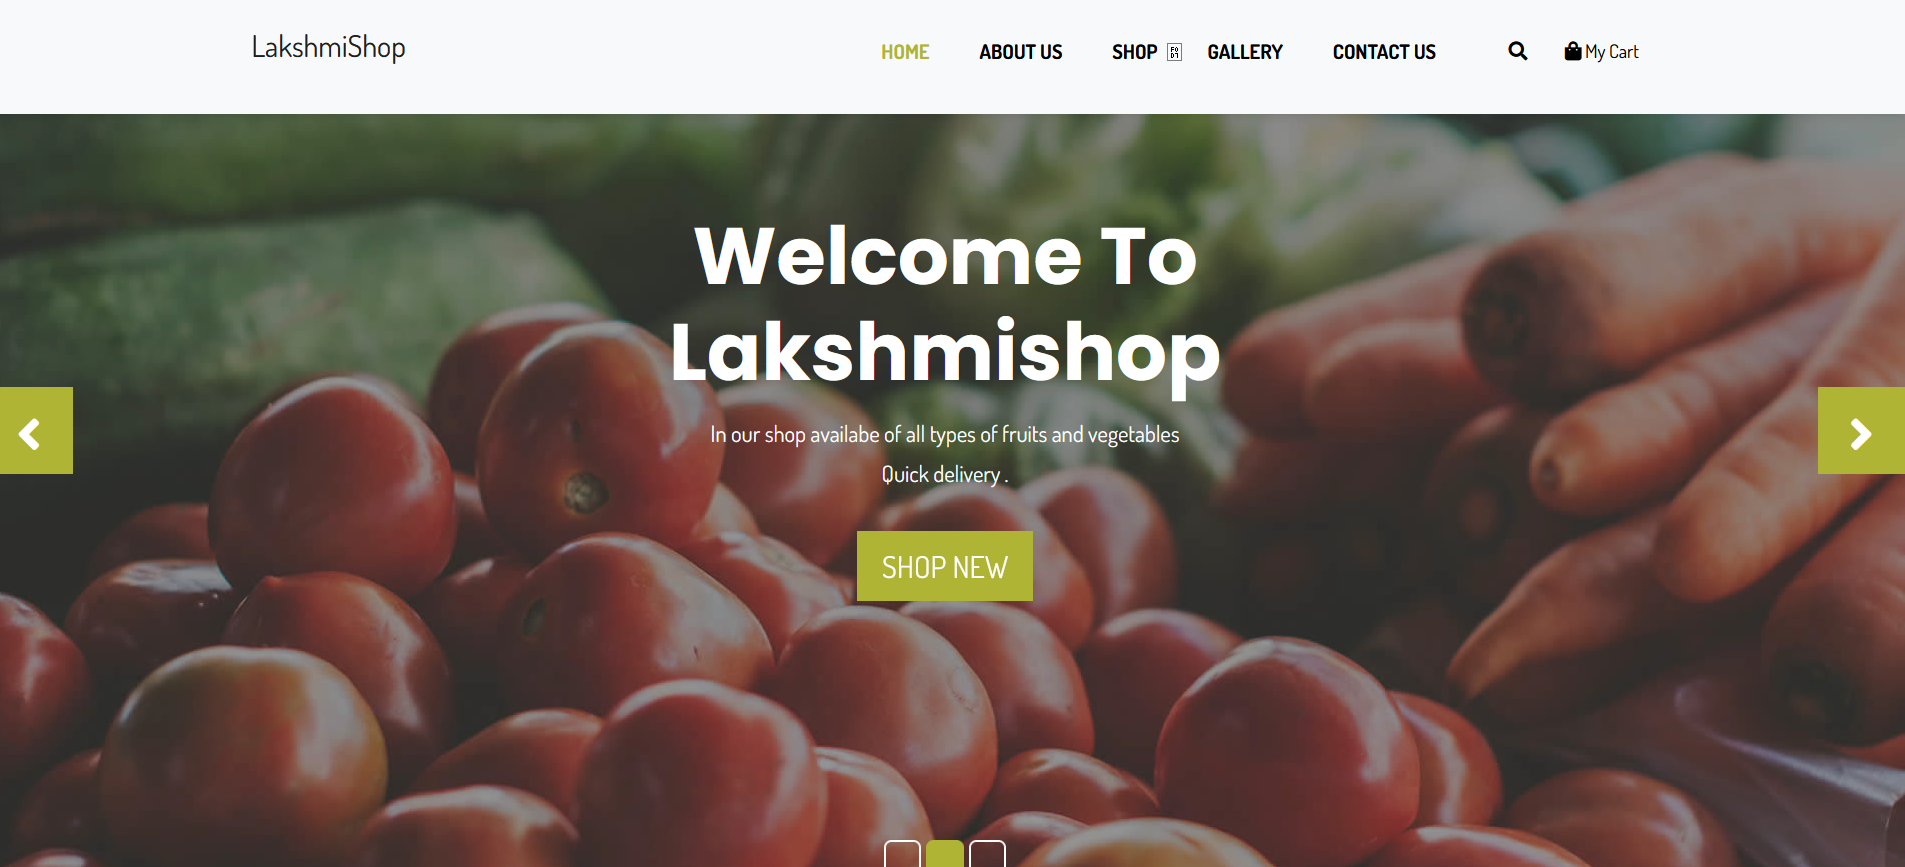 LakshmiShop
HOME ABOUT US SHOP GALLERY CONTACT US My Cart
Welcome To
Lakshmishop
In our shop availabe of all types of fruits and vegetables
Quick delivery .
SHOP NEW